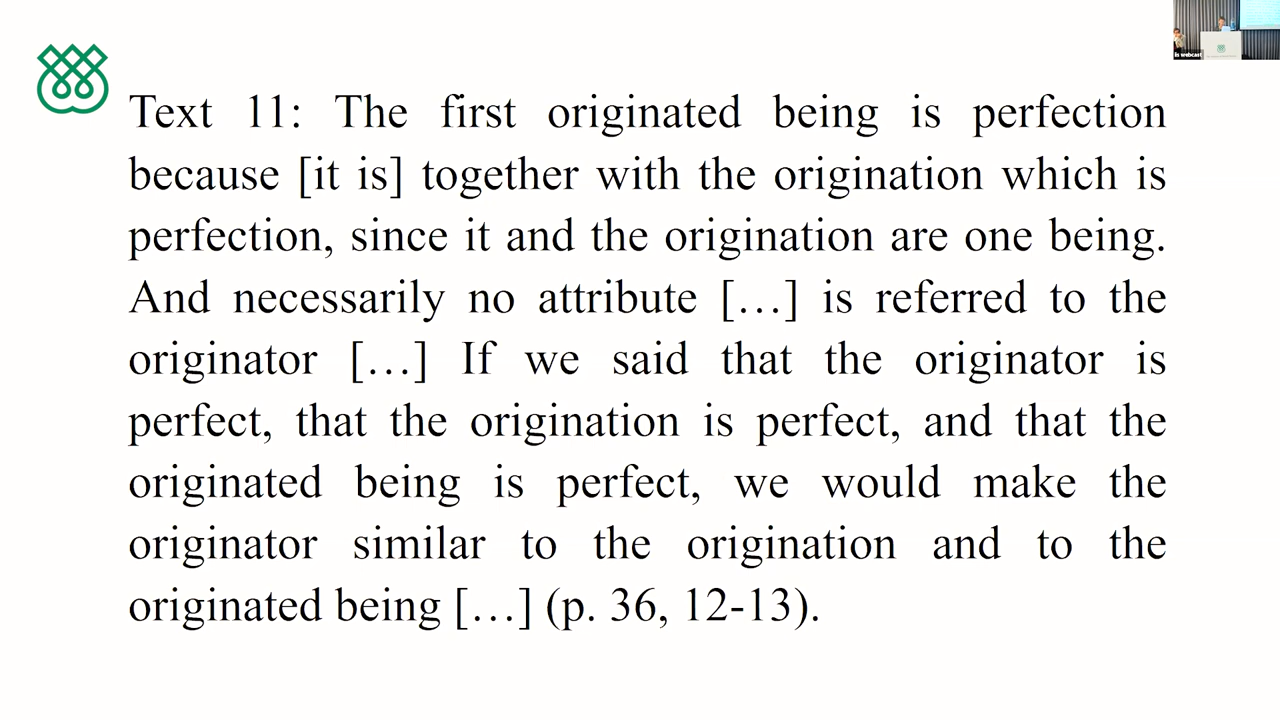 Text 11: The first originated being is perfection
because [it is] together with the origination which is
perfection, since it and the origination are one being.
And necessarily no attribute […] is referred to the
originator […] If we said that the originator is
perfect, that the origination is perfect, and that the
originated being is perfect, we would make the
originator similar to the origination and to the
originated being […] (p. 36, 12-13).